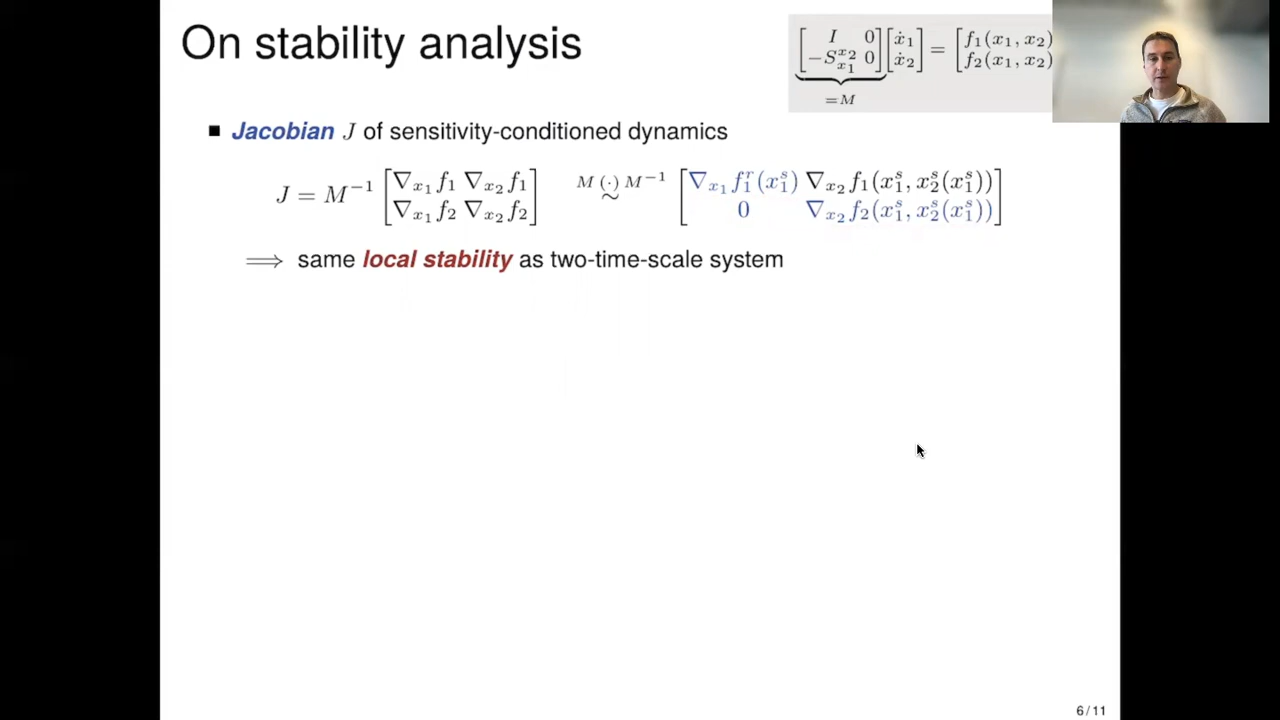 On stability analysis
[ I 0 ; −S_{x_1}^{x_2} 0 ] [ ẋ_1 ; ẋ_2 ] = [ f_1(x_1, x_2) ; f_2(x_1, x_2) ]
=M
■ Jacobian J of sensitivity-conditioned dynamics
J = M^{−1} [ ∇_{x_1} f_1 ∇_{x_2} f_1 ; ∇_{x_1} f_2 ∇_{x_2} f_2 ] M (·) M^{−1} ∼ [ ∇_{x_1} f_1^r(x_1^s) ∇_{x_2} f_1(x_1^s, x_2^s(x_1^s)) ; 0 ∇_{x_2} f_2(x_1^s, x_2^s(x_1^s)) ]
⟹ same local stability as two-time-scale system
6 / 11